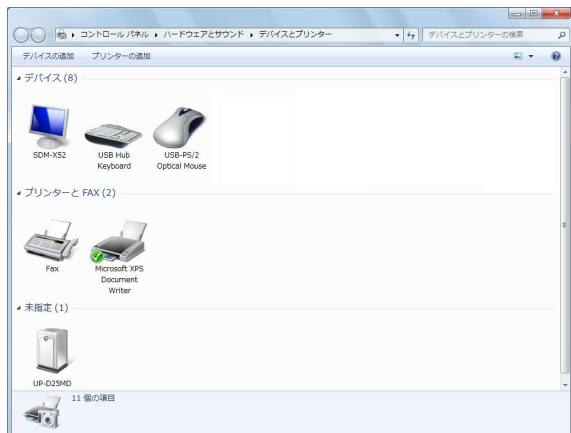 コントロール パネル ▸ ハードウェアとサウンド ▸ デバイスとプリンター
デバイスとプリンターの検索
デバイスの追加 プリンターの追加
デバイス (8)
SDM-X52
USB Hub
Keyboard
USB-PS/2
Optical Mouse
プリンターと FAX (2)
Fax
Microsoft XPS
Document
Writer
未指定 (1)
UP-D25MD
11 個の項目